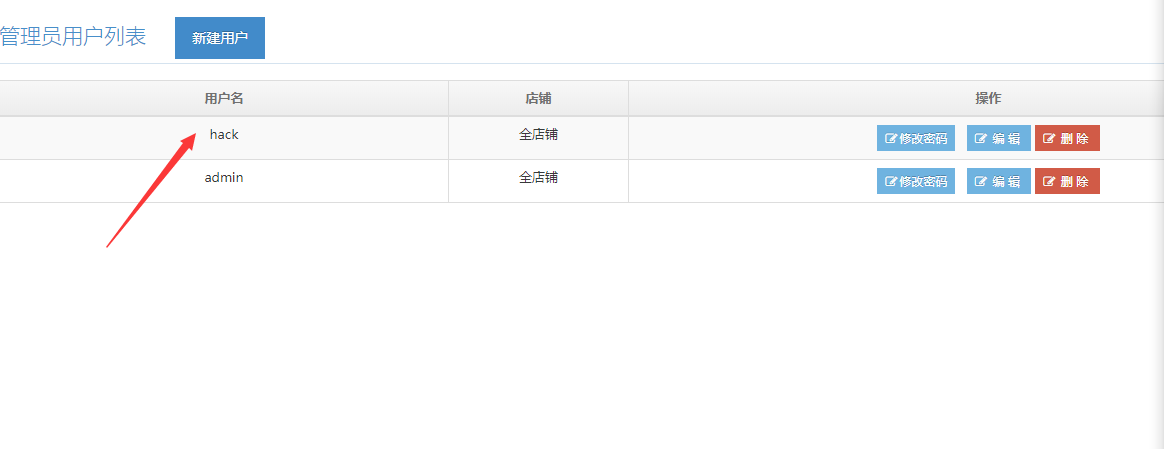 管理员用户列表 新建用户
用户名 店铺 操作
hack 全店铺 修改密码 编 辑 删 除
admin 全店铺 修改密码 编 辑 删 除